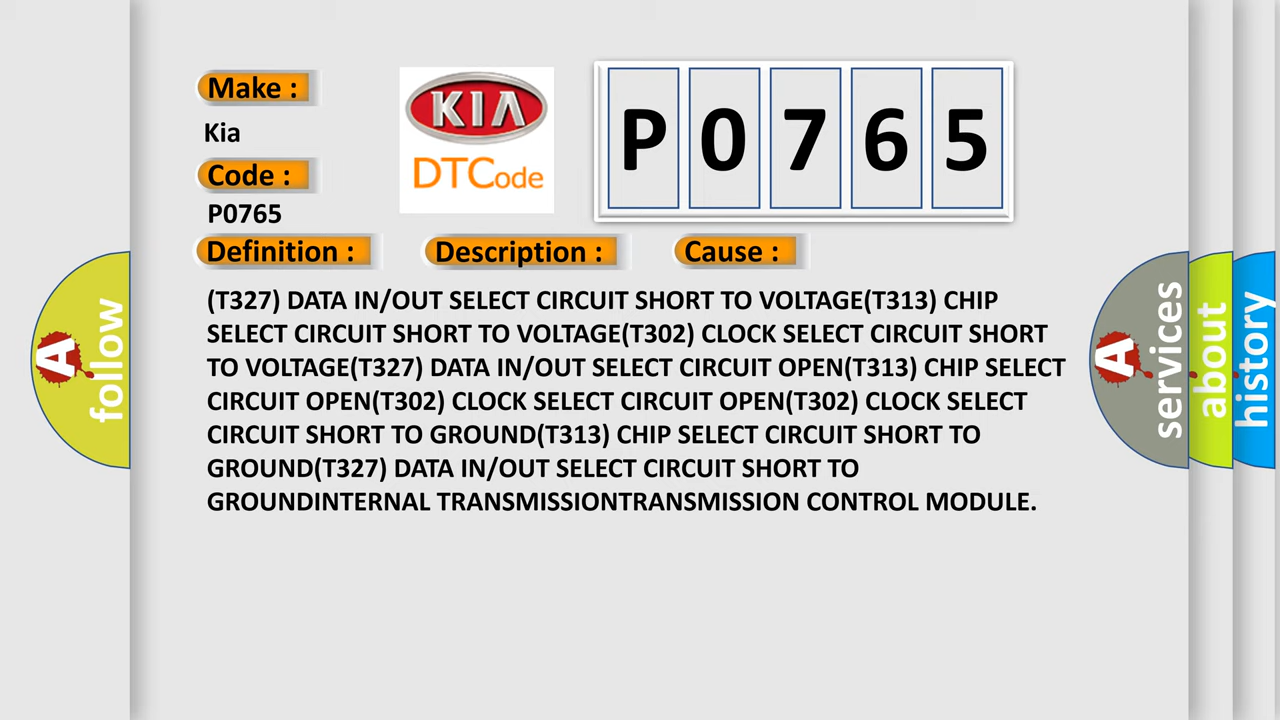 Make :
Kia
Code :
P0765
KIA
DTCode
P0765
Definition :
Description :
Cause :
(T327) DATA IN/OUT SELECT CIRCUIT SHORT TO VOLTAGE(T313) CHIP
SELECT CIRCUIT SHORT TO VOLTAGE(T302) CLOCK SELECT CIRCUIT SHORT
TO VOLTAGE(T327) DATA IN/OUT SELECT CIRCUIT OPEN(T313) CHIP SELECT
CIRCUIT OPEN(T302) CLOCK SELECT CIRCUIT OPEN(T302) CLOCK SELECT
CIRCUIT SHORT TO GROUND(T313) CHIP SELECT CIRCUIT SHORT TO
GROUND(T327) DATA IN/OUT SELECT CIRCUIT SHORT TO
GROUNDINTERNAL TRANSMISSIONTRANSMISSION CONTROL MODULE.
A follow
A services
about
history